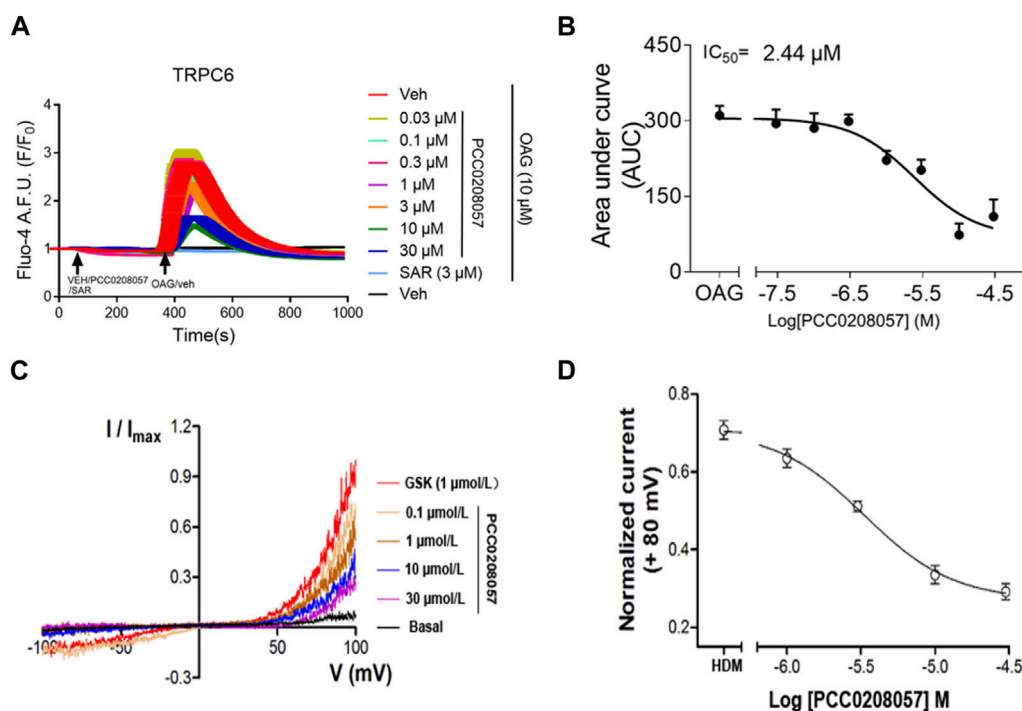 A
TRPC6
Fluo-4 A.F.U. (F/F0)
4
3
2
1
0
VEH/PCC0208057
/SAR
OAG/veh
0
200
400
600
800
1000
Time(s)
Veh
0.03 µM
0.1 µM
0.3 µM
1 µM
3 µM
10 µM
30 µM
SAR (3 µM)
Veh
PCC0208057
OAG (10 µM)
B
IC50= 2.44 µM
Area under curve
(AUC)
450
300
150
0
OAG
-7.5
-6.5
-5.5
-4.5
Log[PCC0208057] (M)
C
I / Imax
1.2
0.9
0.6
0.3
-0.3
-100
-50
0
50
100
V (mV)
GSK (1 µmol/L)
0.1 µmol/L
1 µmol/L
10 µmol/L
30 µmol/L
Basal
PCC0208057
D
Normalized current
(+ 80 mV)
0.8
0.6
0.4
0.2
HDM
-6.0
-5.5
-5.0
-4.5
Log [PCC0208057] M